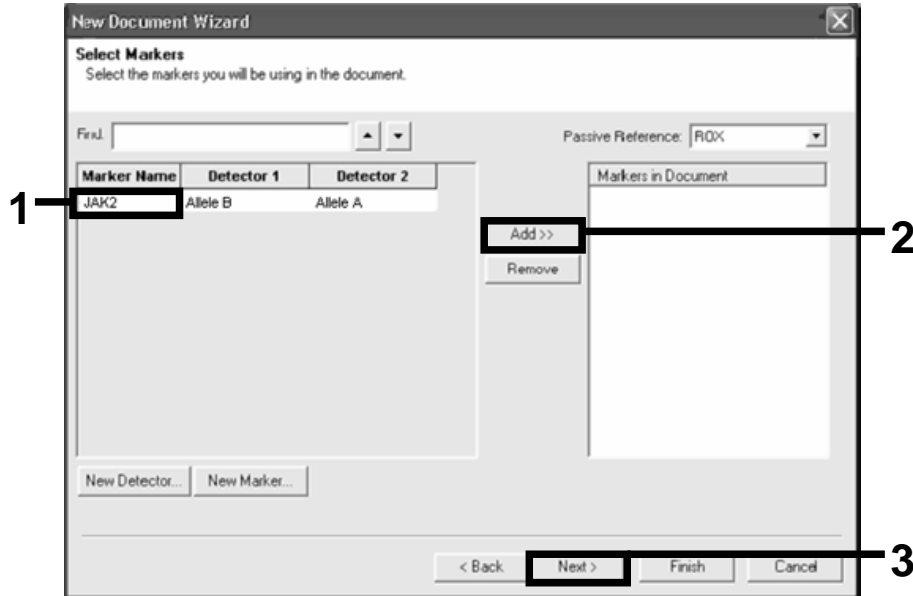 New Document Wizard
Select Markers
Select the markers you will be using in the document.
Find: Passive Reference: ROX
Marker Name Detector 1 Detector 2 Markers in Document
1 JAK2 Allele B Allele A
Add >> 2
Remove
New Detector... New Marker...
< Back Next > Finish Cancel 3